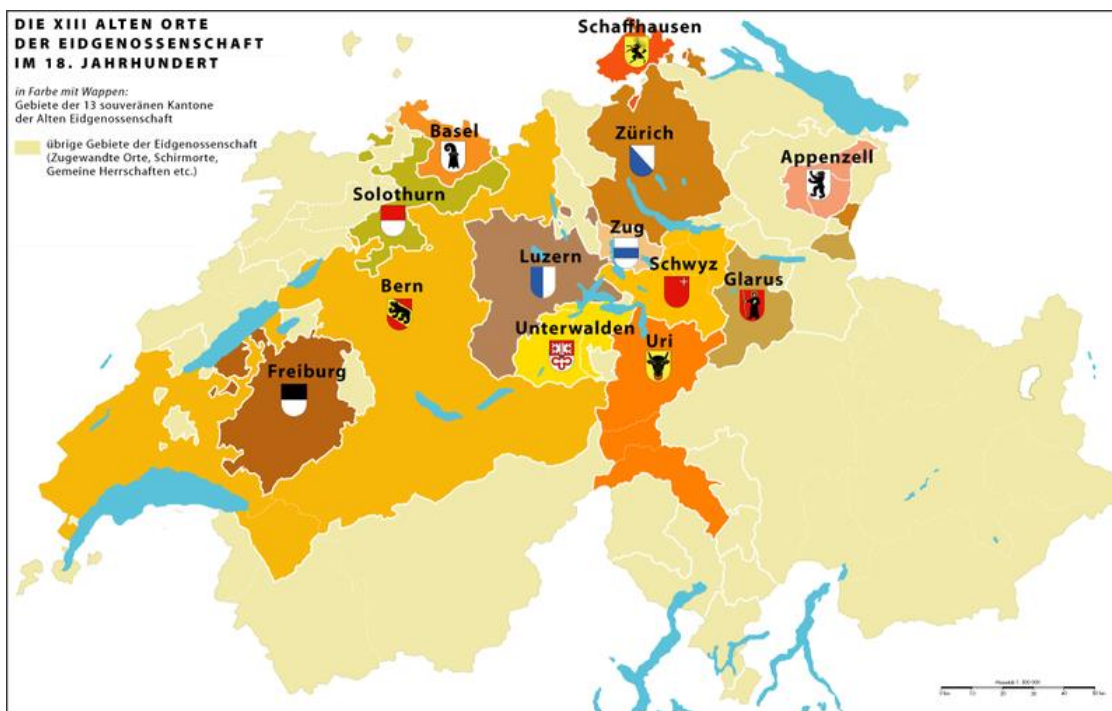 DIE XIII ALTEN ORTE
DER EIDGENOSSENSCHAFT
IM 18. JAHRHUNDERT
in Farbe mit Wappen:
Gebiete der 13 souveränen Kantone
der Alten Eidgenossenschaft
übrige Gebiete der Eidgenossenschaft
(Zugewandte Orte, Schirmorte,
Gemeine Herrschaften etc.)
Schaffhausen
Basel
Zürich
Appenzell
Solothurn
Zug
Luzern
Schwyz
Glarus
Bern
Unterwalden
Uri
Freiburg